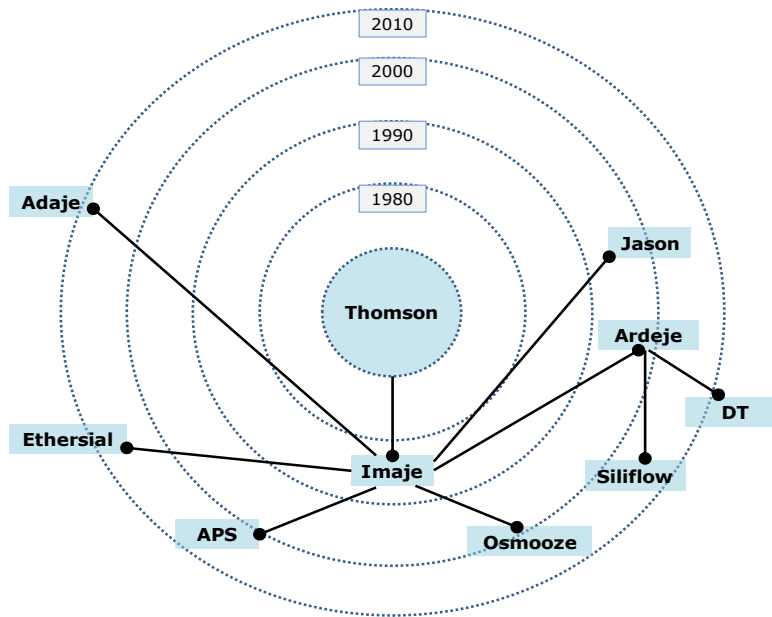 2010
2000
1990
1980
Adaje
Jason
Thomson
Ardeje
DT
Ethersial
Imaje
Siliflow
APS
Osmooze